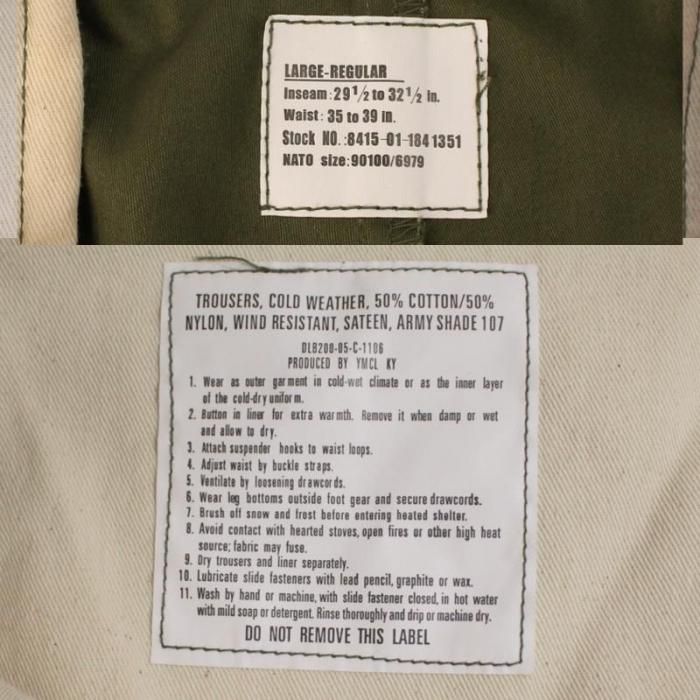 LARGE-REGULAR
Inseam:29 1/2 to 32 1/2 in.
Waist: 35 to 39 in.
Stock NO.:8415-01-1841351
NATO size:90100/6979
TROUSERS, COLD WEATHER, 50% COTTON/50%
NYLON, WIND RESISTANT, SATEEN, ARMY SHADE 107
DLB200-05-C-1106
PRODUCED BY YMCL KY
1. Wear as outer garment in cold-wet climate or as the inner layer
of the cold-dry uniform.
2. Button in liner for extra warmth. Remove it when damp or wet
and allow to dry.
3. Attach suspender hooks to waist loops.
4. Adjust waist by buckle straps.
5. Ventilate by loosening drawcords.
6. Wear leg bottoms outside foot gear and secure drawcords.
7. Brush off snow and frost before entering heated shelter.
8. Avoid contact with hearted stoves, open fires or other high heat
source; fabric may fuse.
9. Dry trousers and liner separately.
10. Lubricate slide fasteners with lead pencil, graphite or wax.
11. Wash by hand or machine, with slide fastener closed, in hot water
with mild soap or detergent. Rinse thoroughly and drip or machine dry.
DO NOT REMOVE THIS LABEL